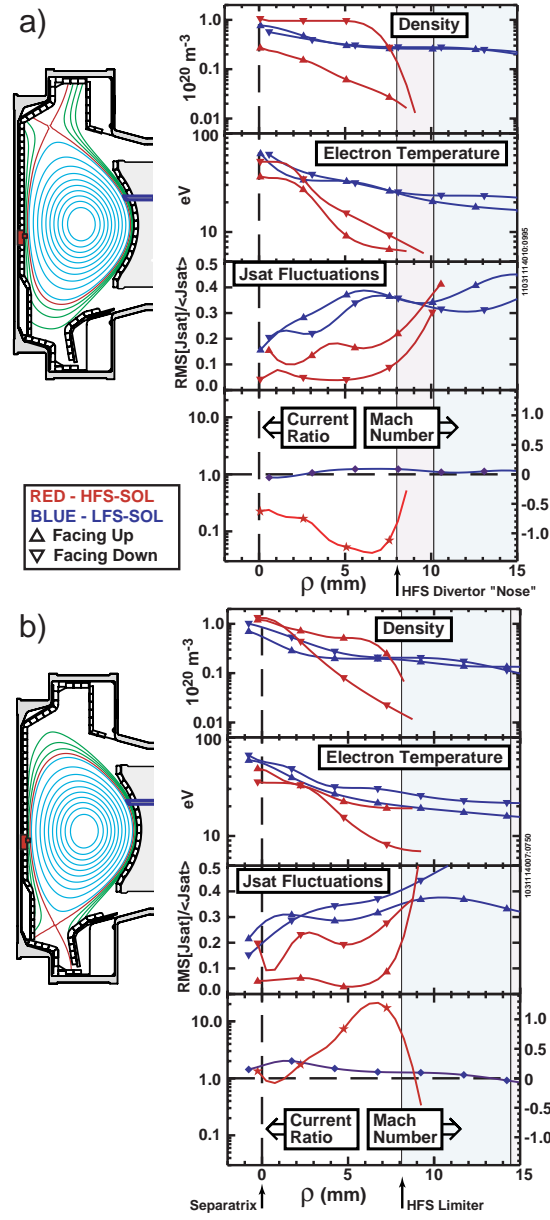 a)
Density
10^20 m-3
1.0
0.1
0.01
Electron Temperature
eV
100
10
Jsat Fluctuations
RMS[Jsat]/<Jsat>
0.5
0.4
0.3
0.2
0.1
0.0
Current Ratio
Mach Number
10.0
1.0
0.1
1.0
0.5
0
-0.5
-1.0
0 5 10 15
ρ (mm)
HFS Divertor "Nose"
RED - HFS-SOL
BLUE - LFS-SOL
△ Facing Up
▽ Facing Down
b)
Density
10^20 m-3
1.0
0.1
0.01
Electron Temperature
eV
100
10
Jsat Fluctuations
RMS[Jsat]/<Jsat>
0.5
0.4
0.3
0.2
0.1
0.0
10.0
1.0
0.1
1.0
0.5
0
-0.5
-1.0
Current Ratio
Mach Number
0 5 10 15
ρ (mm)
Separatrix
HFS Limiter